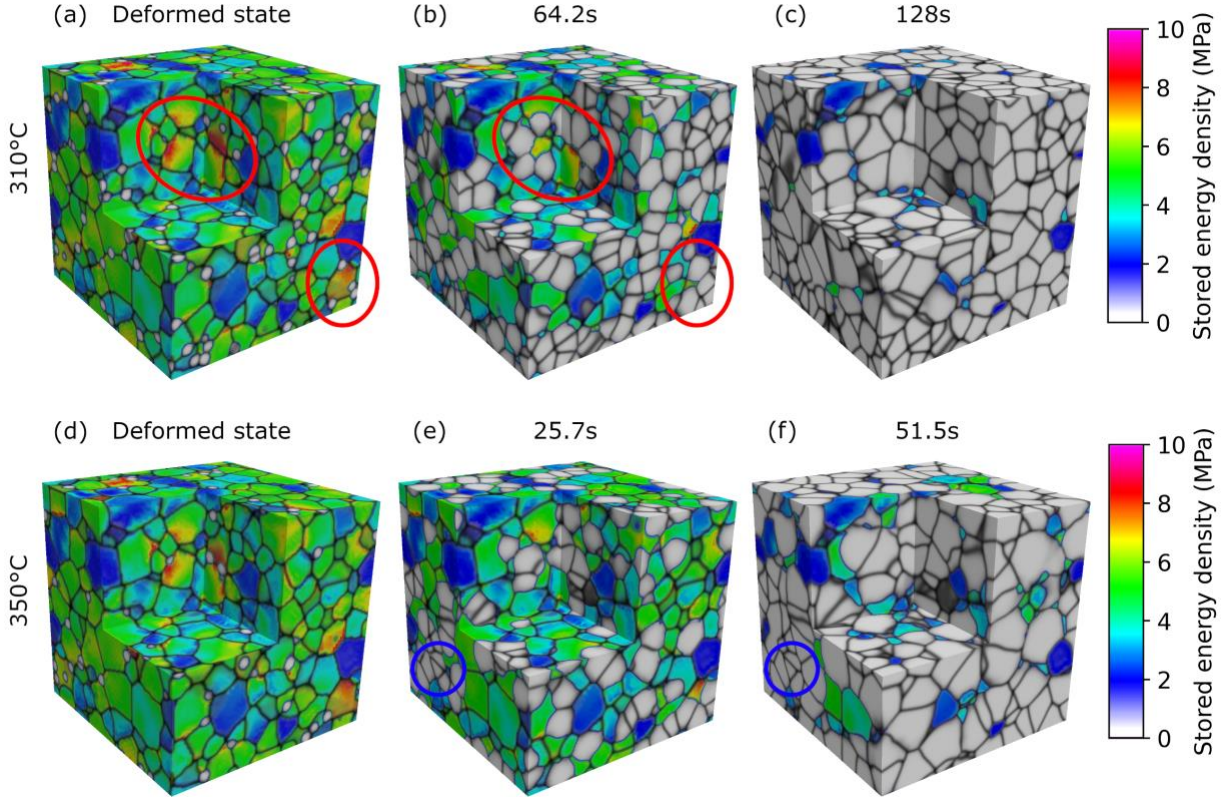 (a) Deformed state (b) 64.2s (c) 128s
310°C
10
8
6
4
2
0
Stored energy density (MPa)
(d) Deformed state (e) 25.7s (f) 51.5s
350°C
10
8
6
4
2
0
Stored energy density (MPa)